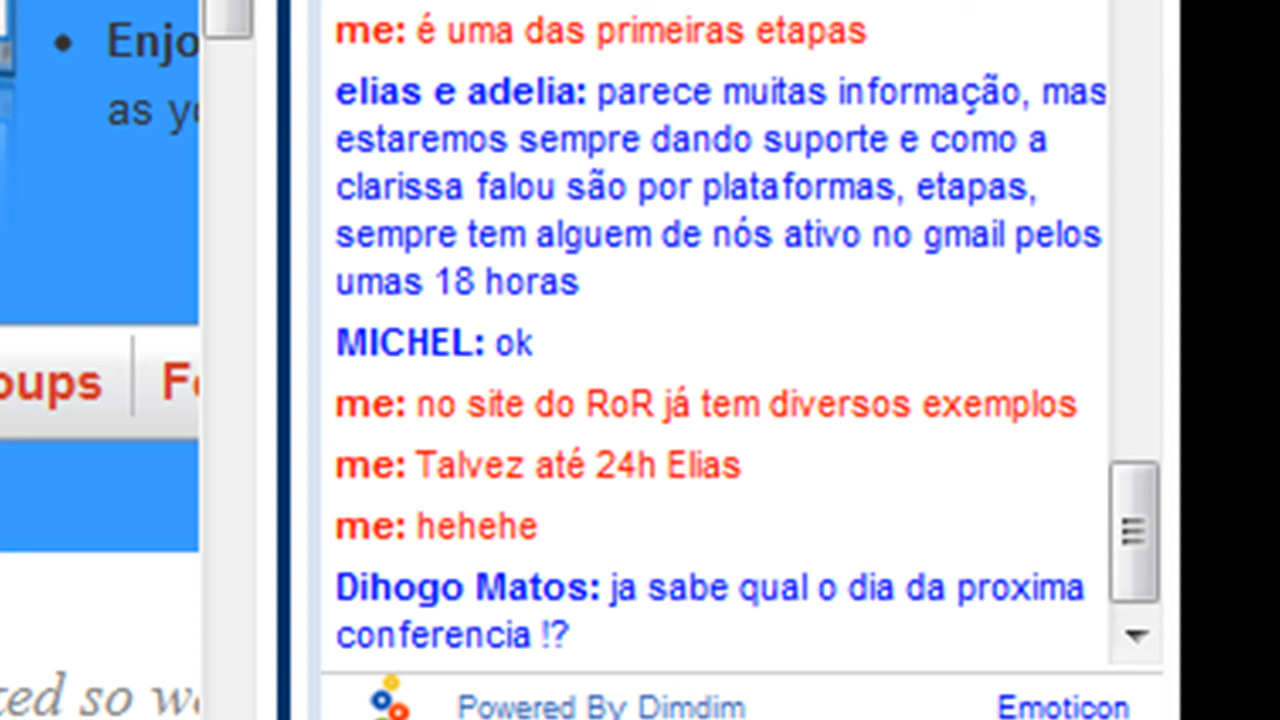 Enjo
as yo
oups
ked so
me: é uma das primeiras etapas
elias e adelia: parece muitas informação, mas
estaremos sempre dando suporte e como a
clarissa falou são por plataformas, etapas,
sempre tem alguem de nós ativo no gmail pelos
umas 18 horas
MICHEL: ok
me: no site do RoR já tem diversos exemplos
me: Talvez até 24h Elias
me: hehehe
Dihogo Matos: ja sabe qual o dia da proxima
conferencia !?
Powered By Dimdim
Emoticon